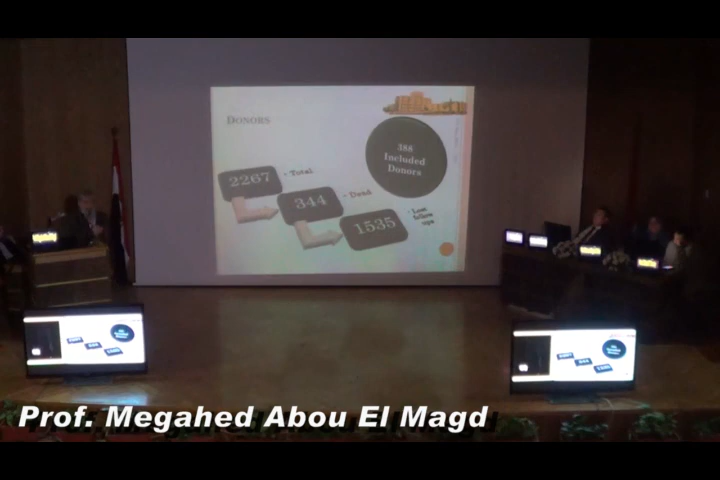 DONORS
388
Included
Donors
2267
• Total
344
• Dead
1535
• Lost
follow
ups
Prof. Megahed Abou El Magd